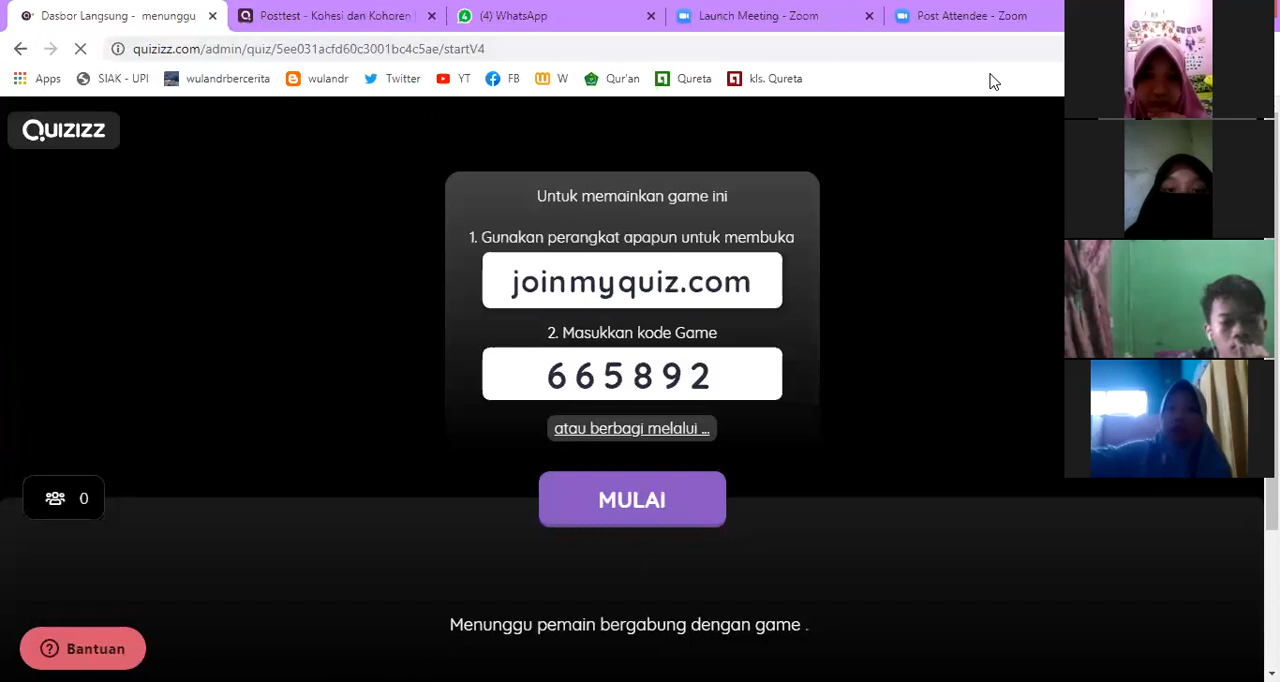 Dasbor Langsung - menunggu
Posttest - Kohesi dan Kohoren
(4) WhatsApp
Launch Meeting - Zoom
Post Attendee - Zoom
quizizz.com/admin/quiz/5ee031acfd60c3001bc4c5ae/startV4
Apps SIAK - UPI wulandrbercerita wulandr Twitter YT FB W Qur'an Qureta kls. Qureta
Quizizz
Untuk memainkan game ini
1. Gunakan perangkat apapun untuk membuka
joinmyquiz.com
2. Masukkan kode Game
665892
atau berbagi melalui ...
0
MULAI
Menunggu pemain bergabung dengan game .
Bantuan